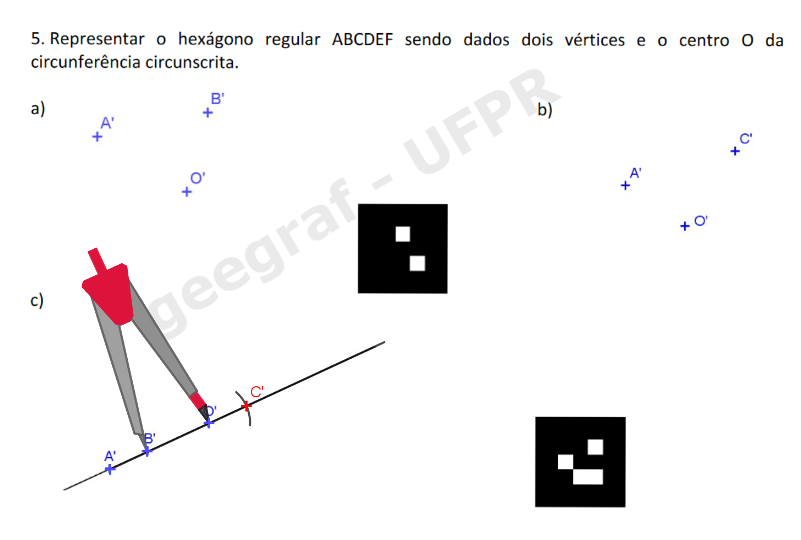 5. Representar o hexágono regular ABCDEF sendo dados dois vértices e o centro O da
circunferência circunscrita.
a)
A'
B'
O'
b)
A'
C'
O'
geegraf - UFPR
c)
A'
B'
O'
C'